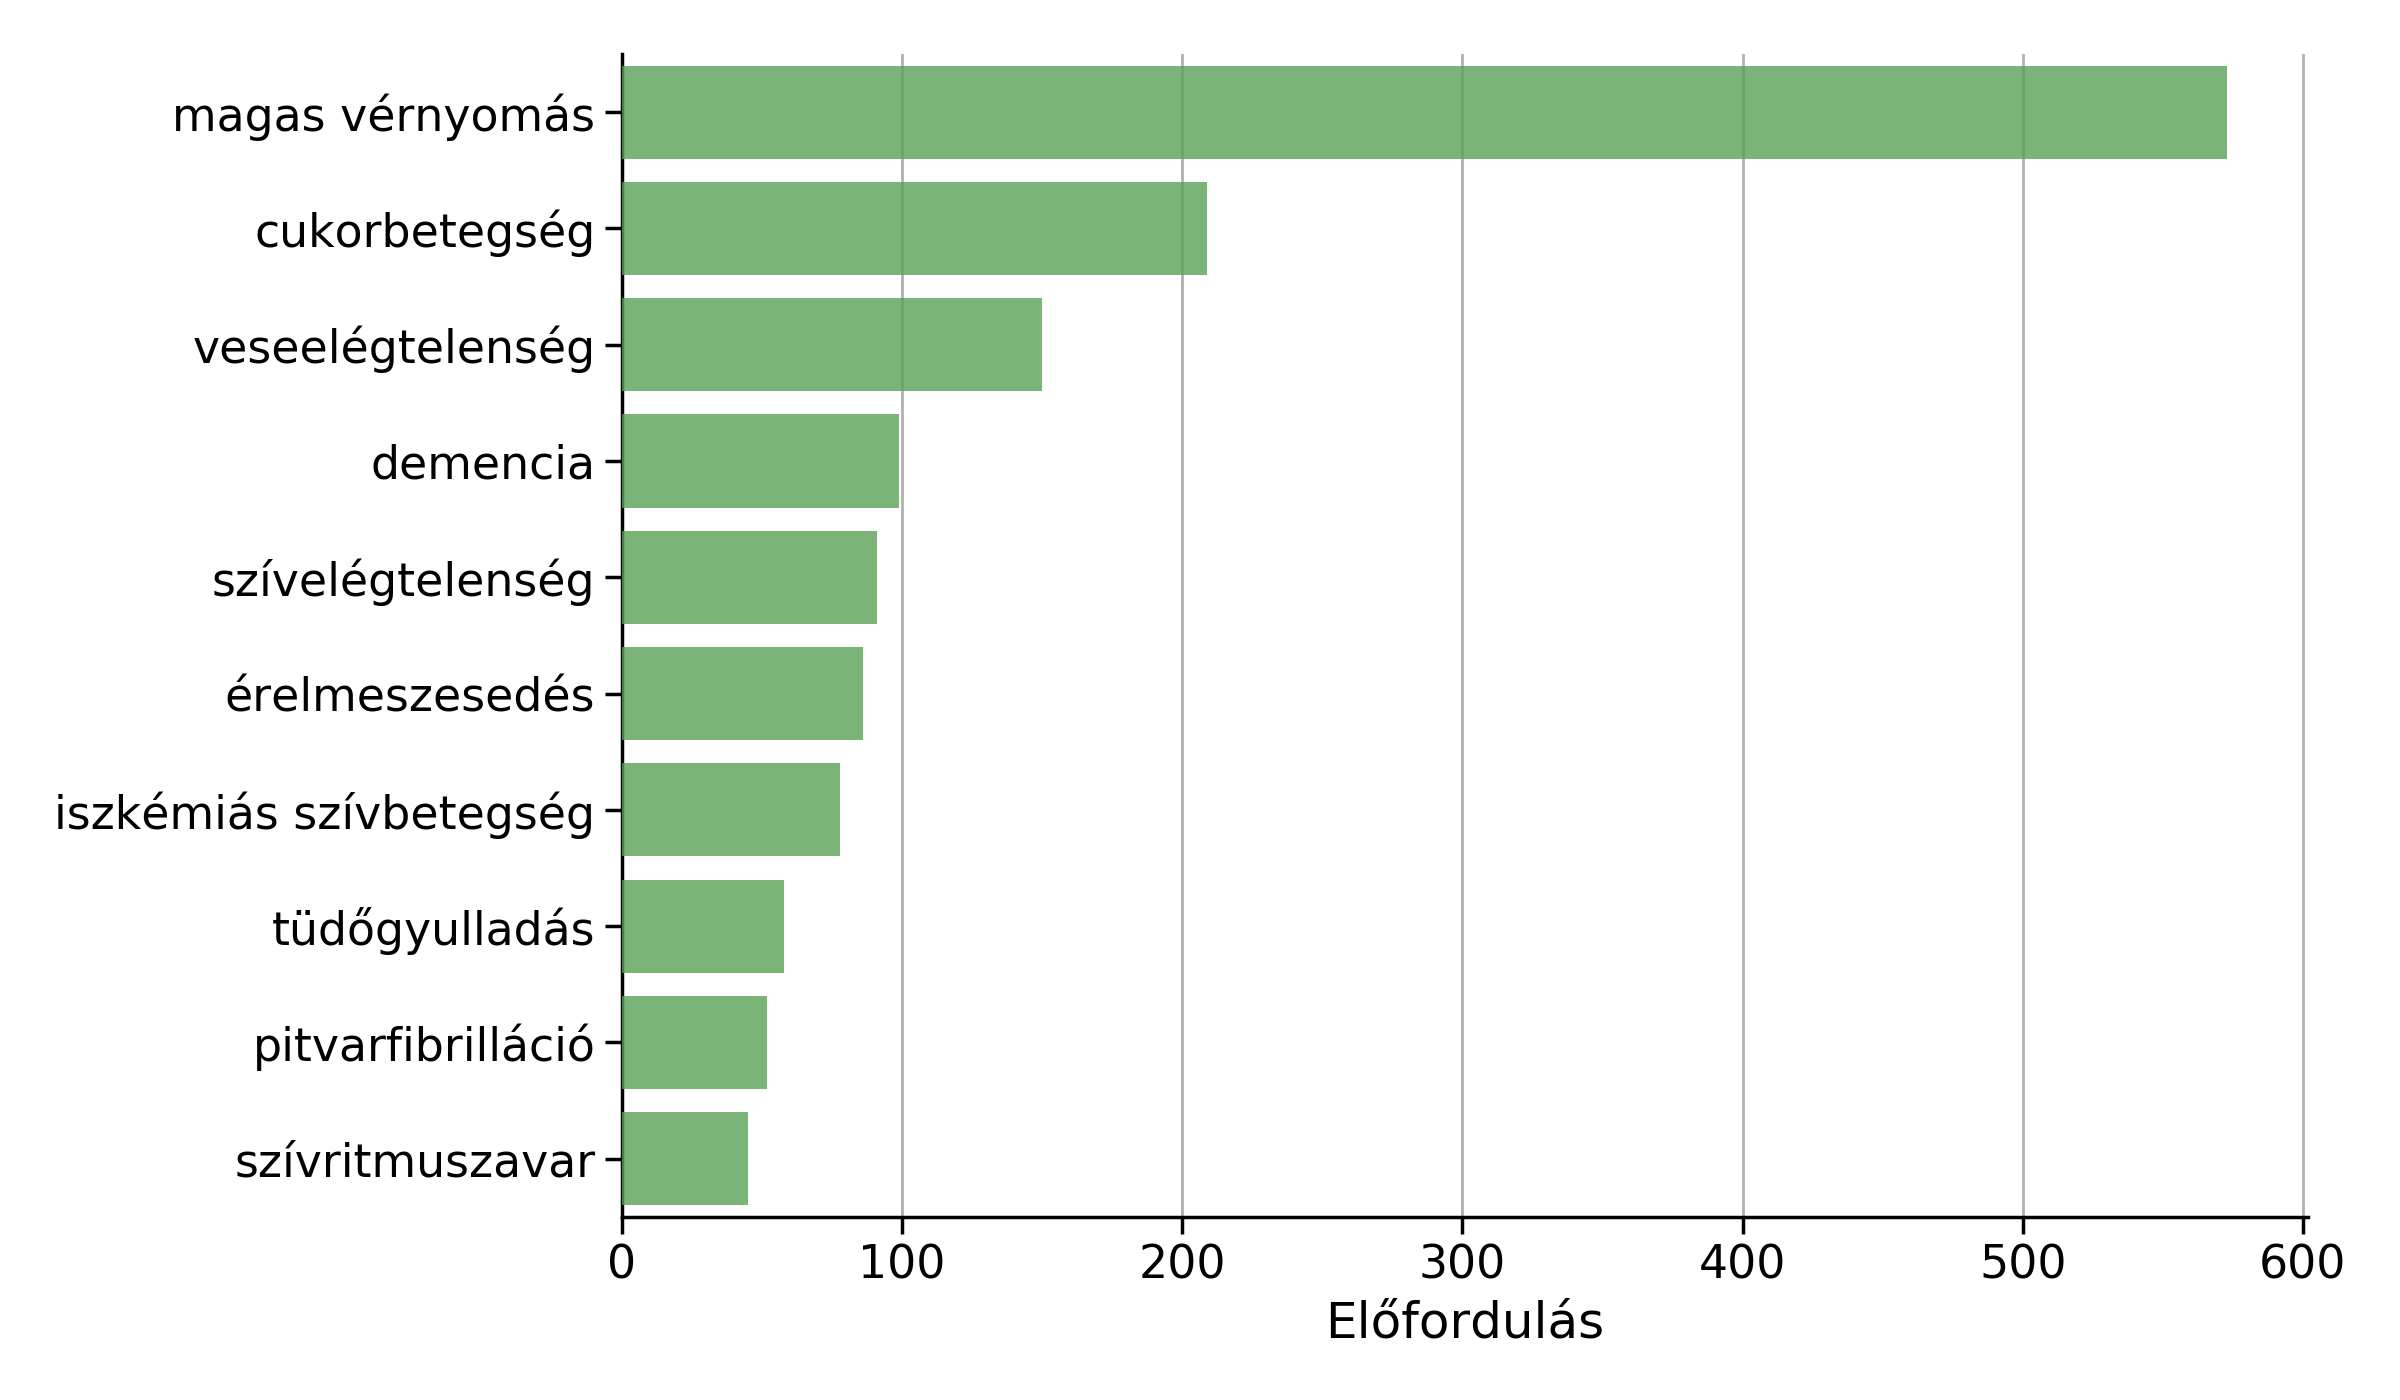 magas vérnyomás
cukorbetegség
veseelégtelenség
demencia
szívelégtelenség
érelmeszesedés
iszkémiás szívbetegség
tüdőgyulladás
pitvarfibrilláció
szívritmuszavar
0 100 200 300 400 500 600
Előfordulás